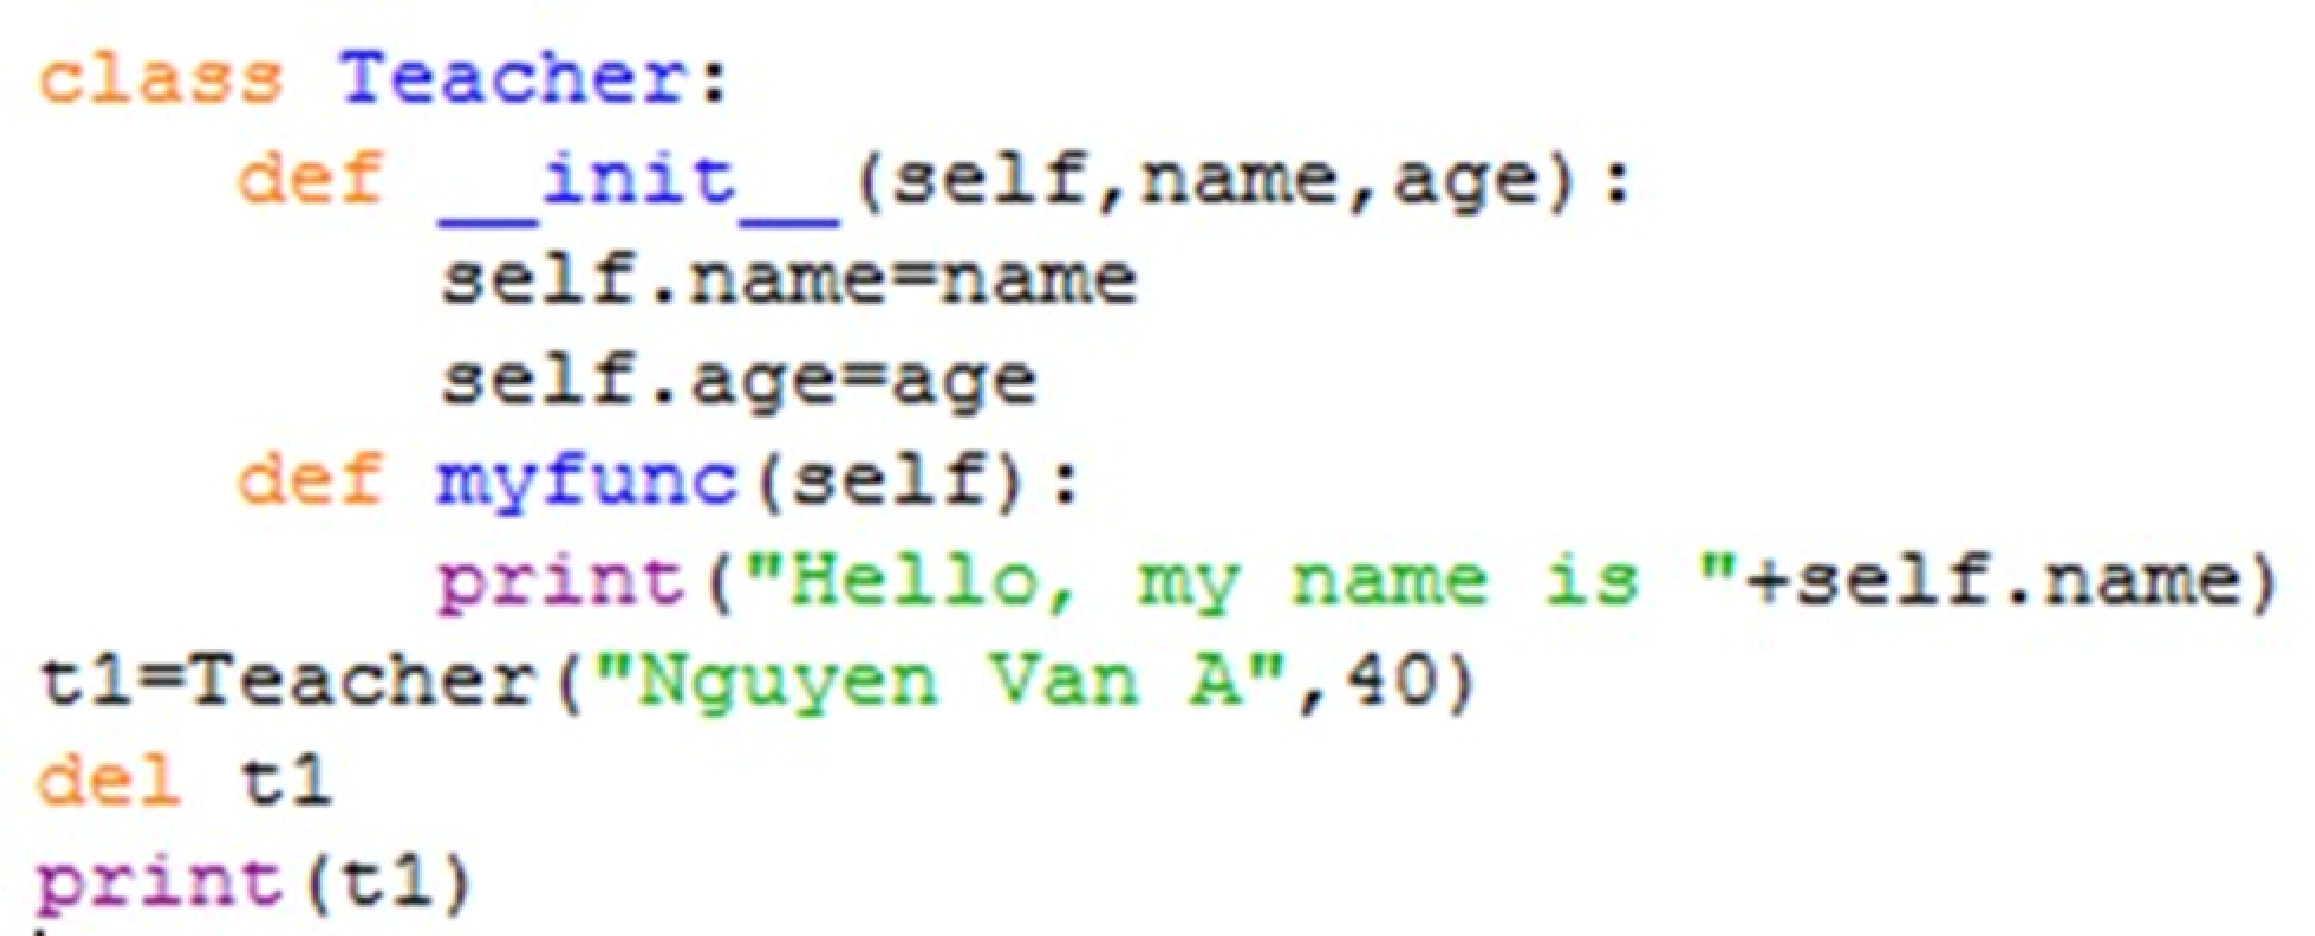 class Teacher:
    def __init__(self,name,age):
        self.name=name
        self.age=age
    def myfunc(self):
        print("Hello, my name is "+self.name)
t1=Teacher("Nguyen Van A",40)
del t1
print(t1)